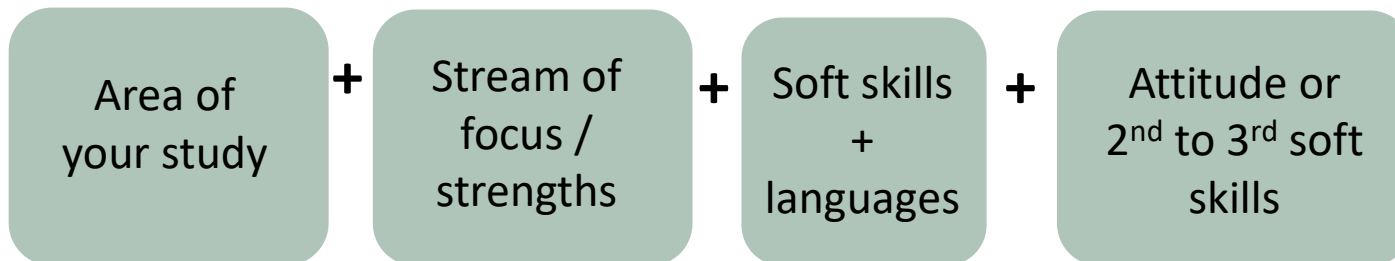 Area of
your study
+
Stream of
focus /
strengths
+
Soft skills
+
languages
+
Attitude or
2nd to 3rd soft
skills